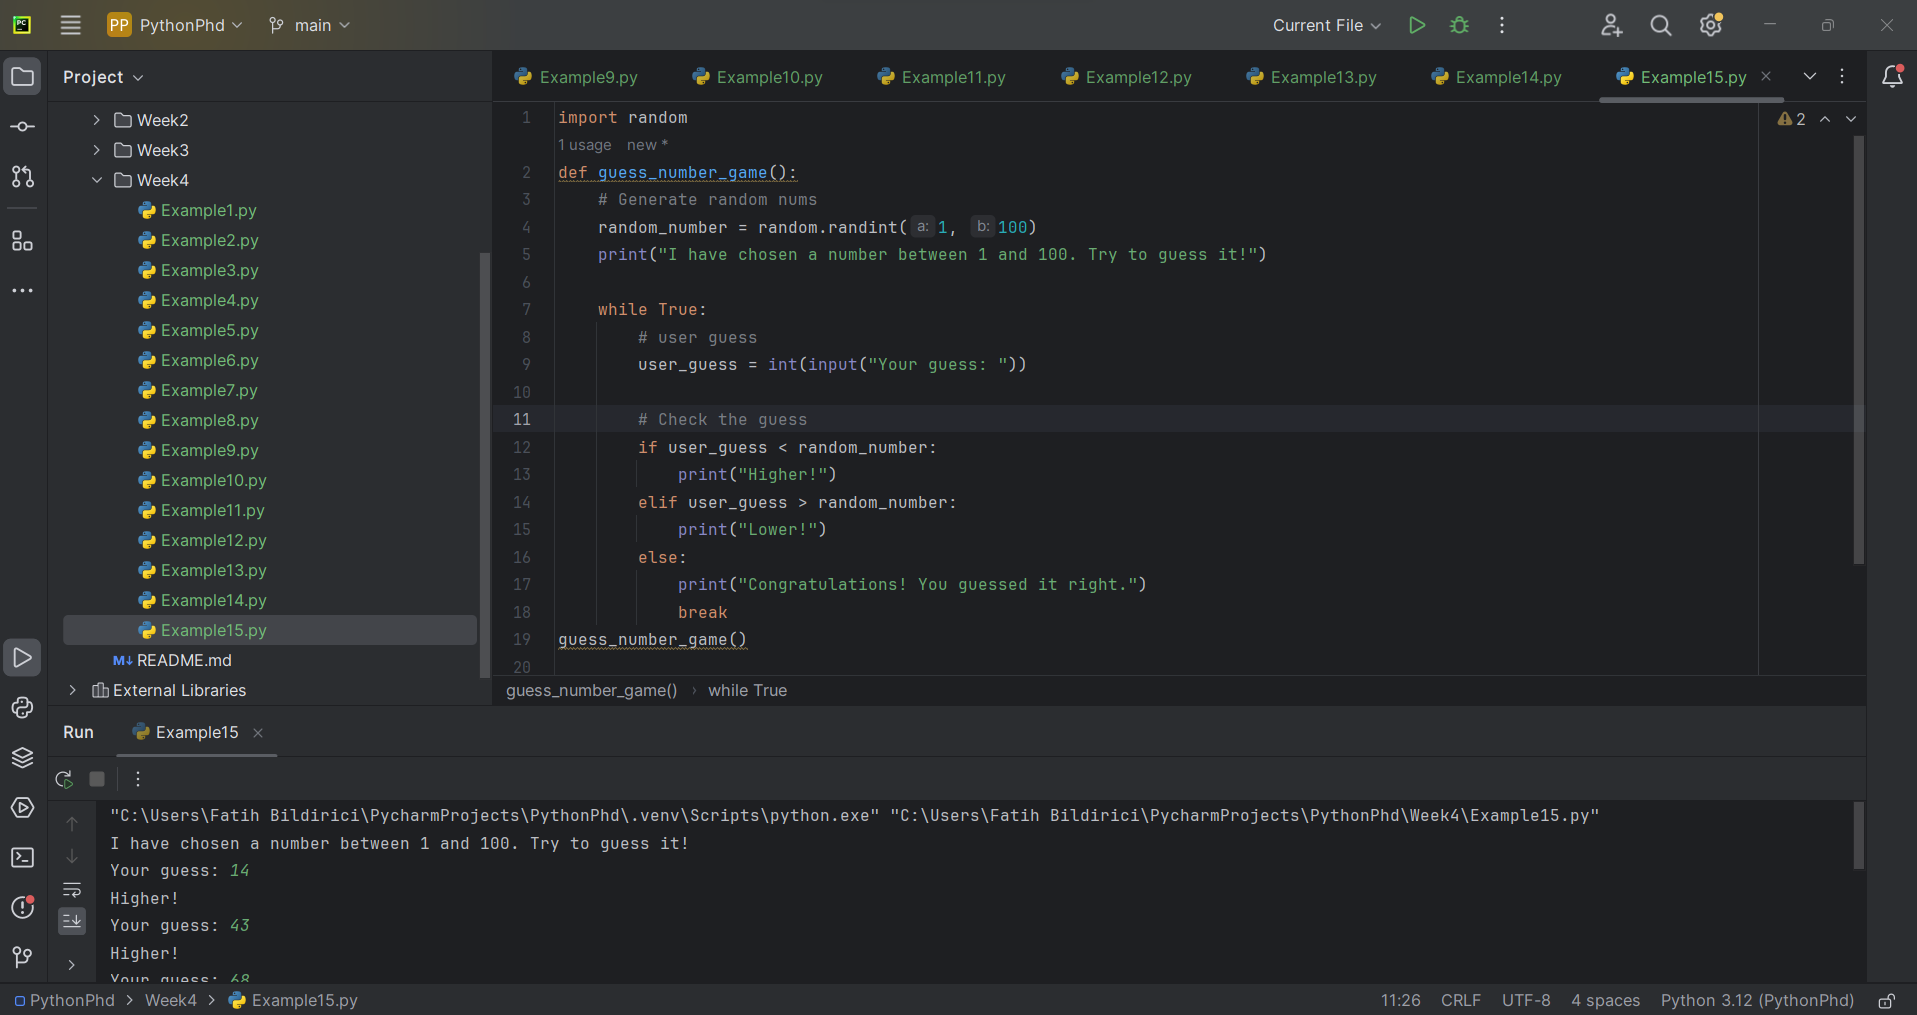 PC
PP PythonPhd main Current File
Project
Week2
Week3
Week4
Example1.py
Example2.py
Example3.py
Example4.py
Example5.py
Example6.py
Example7.py
Example8.py
Example9.py
Example10.py
Example11.py
Example12.py
Example13.py
Example14.py
Example15.py
M↓ README.md
External Libraries
Example9.py Example10.py Example11.py Example12.py Example13.py Example14.py Example15.py
2
1 import random
1 usage new *
2 def guess_number_game():
3 # Generate random nums
4 random_number = random.randint( a: 1, b: 100)
5 print("I have chosen a number between 1 and 100. Try to guess it!")
6
7 while True:
8 # user guess
9 user_guess = int(input("Your guess: "))
10
11 # Check the guess
12 if user_guess < random_number:
13 print("Higher!")
14 elif user_guess > random_number:
15 print("Lower!")
16 else:
17 print("Congratulations! You guessed it right.")
18 break
19 guess_number_game()
20
guess_number_game() › while True
Run Example15
"C:\Users\Fatih Bildirici\PycharmProjects\PythonPhd\.venv\Scripts\python.exe" "C:\Users\Fatih Bildirici\PycharmProjects\PythonPhd\Week4\Example15.py"
I have chosen a number between 1 and 100. Try to guess it!
Your guess: 14
Higher!
Your guess: 43
Higher!
Your guess: 68
PythonPhd > Week4 > Example15.py
11:26 CRLF UTF-8 4 spaces Python 3.12 (PythonPhd)